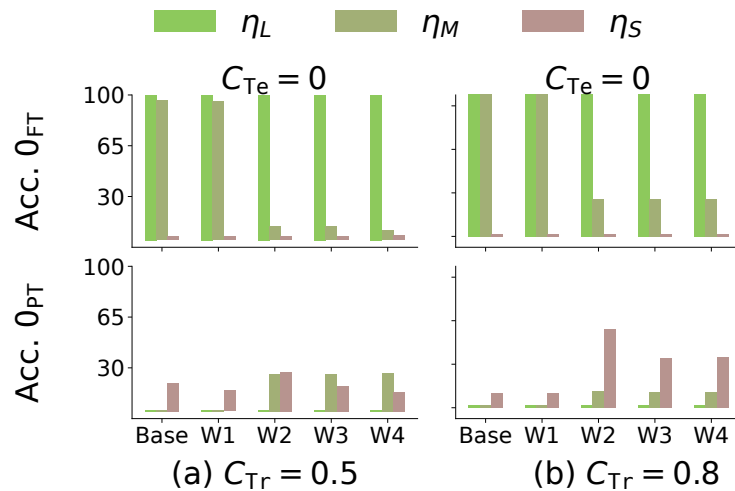 η_L η_M η_S
C_Te = 0 C_Te = 0
Acc. 0_FT
100
65
30
Acc. 0_PT
100
65
30
Base W1 W2 W3 W4 Base W1 W2 W3 W4
(a) C_Tr = 0.5 (b) C_Tr = 0.8